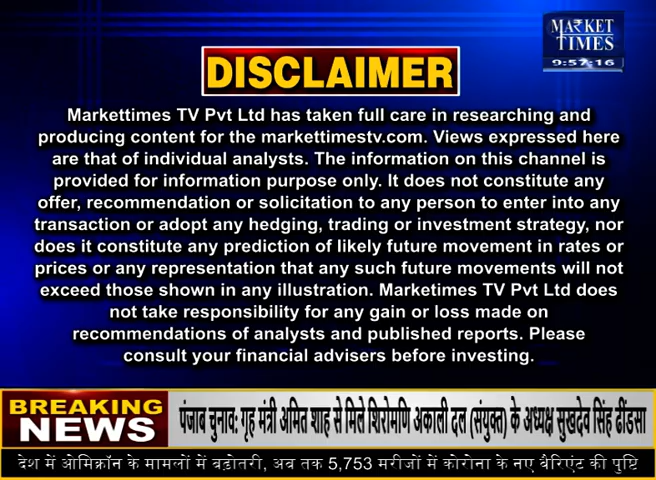 MARKET
TIMES
9:57:16
DISCLAIMER
Markettimes TV Pvt Ltd has taken full care in researching and
producing content for the markettimestv.com. Views expressed here
are that of individual analysts. The information on this channel is
provided for information purpose only. It does not constitute any
offer, recommendation or solicitation to any person to enter into any
transaction or adopt any hedging, trading or investment strategy, nor
does it constitute any prediction of likely future movement in rates or
prices or any representation that any such future movements will not
exceed those shown in any illustration. Marketimes TV Pvt Ltd does
not take responsibility for any gain or loss made on
recommendations of analysts and published reports. Please
consult your financial advisers before investing.
BREAKING
NEWS
पंजाब चुनाव: गृह मंत्री अमित शाह से मिले शिरोमणि अकाली दल (संयुक्त) के अध्यक्ष सुखदेव सिंह ढींडसा
देश में ओमिक्रॉन के मामलों में बढ़ोतरी, अब तक 5,753 मरीजों में कोरोना के नए वैरिएंट की पुष्टि